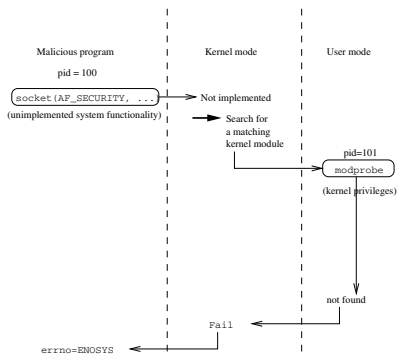 Malicious program
Kernel mode
User mode
pid = 100
socket(AF_SECURITY, ...
Not implemented
(unimplemented system functionality)
Search for
a matching
kernel module
pid=101
modprobe
(kernel privileges)
not found
Fail
errno=ENOSYS